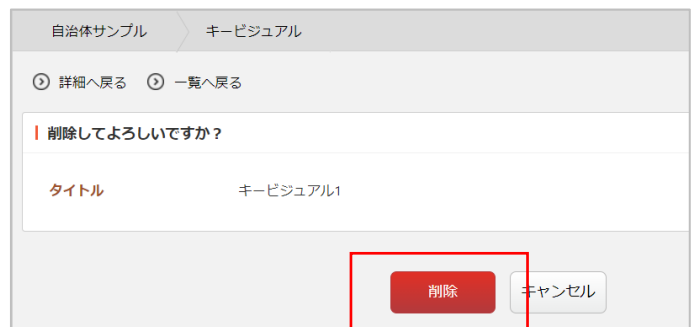 自治体サンプル キービジュアル
詳細へ戻る 一覧へ戻る
削除してよろしいですか？
タイトル キービジュアル1
削除 キャンセル